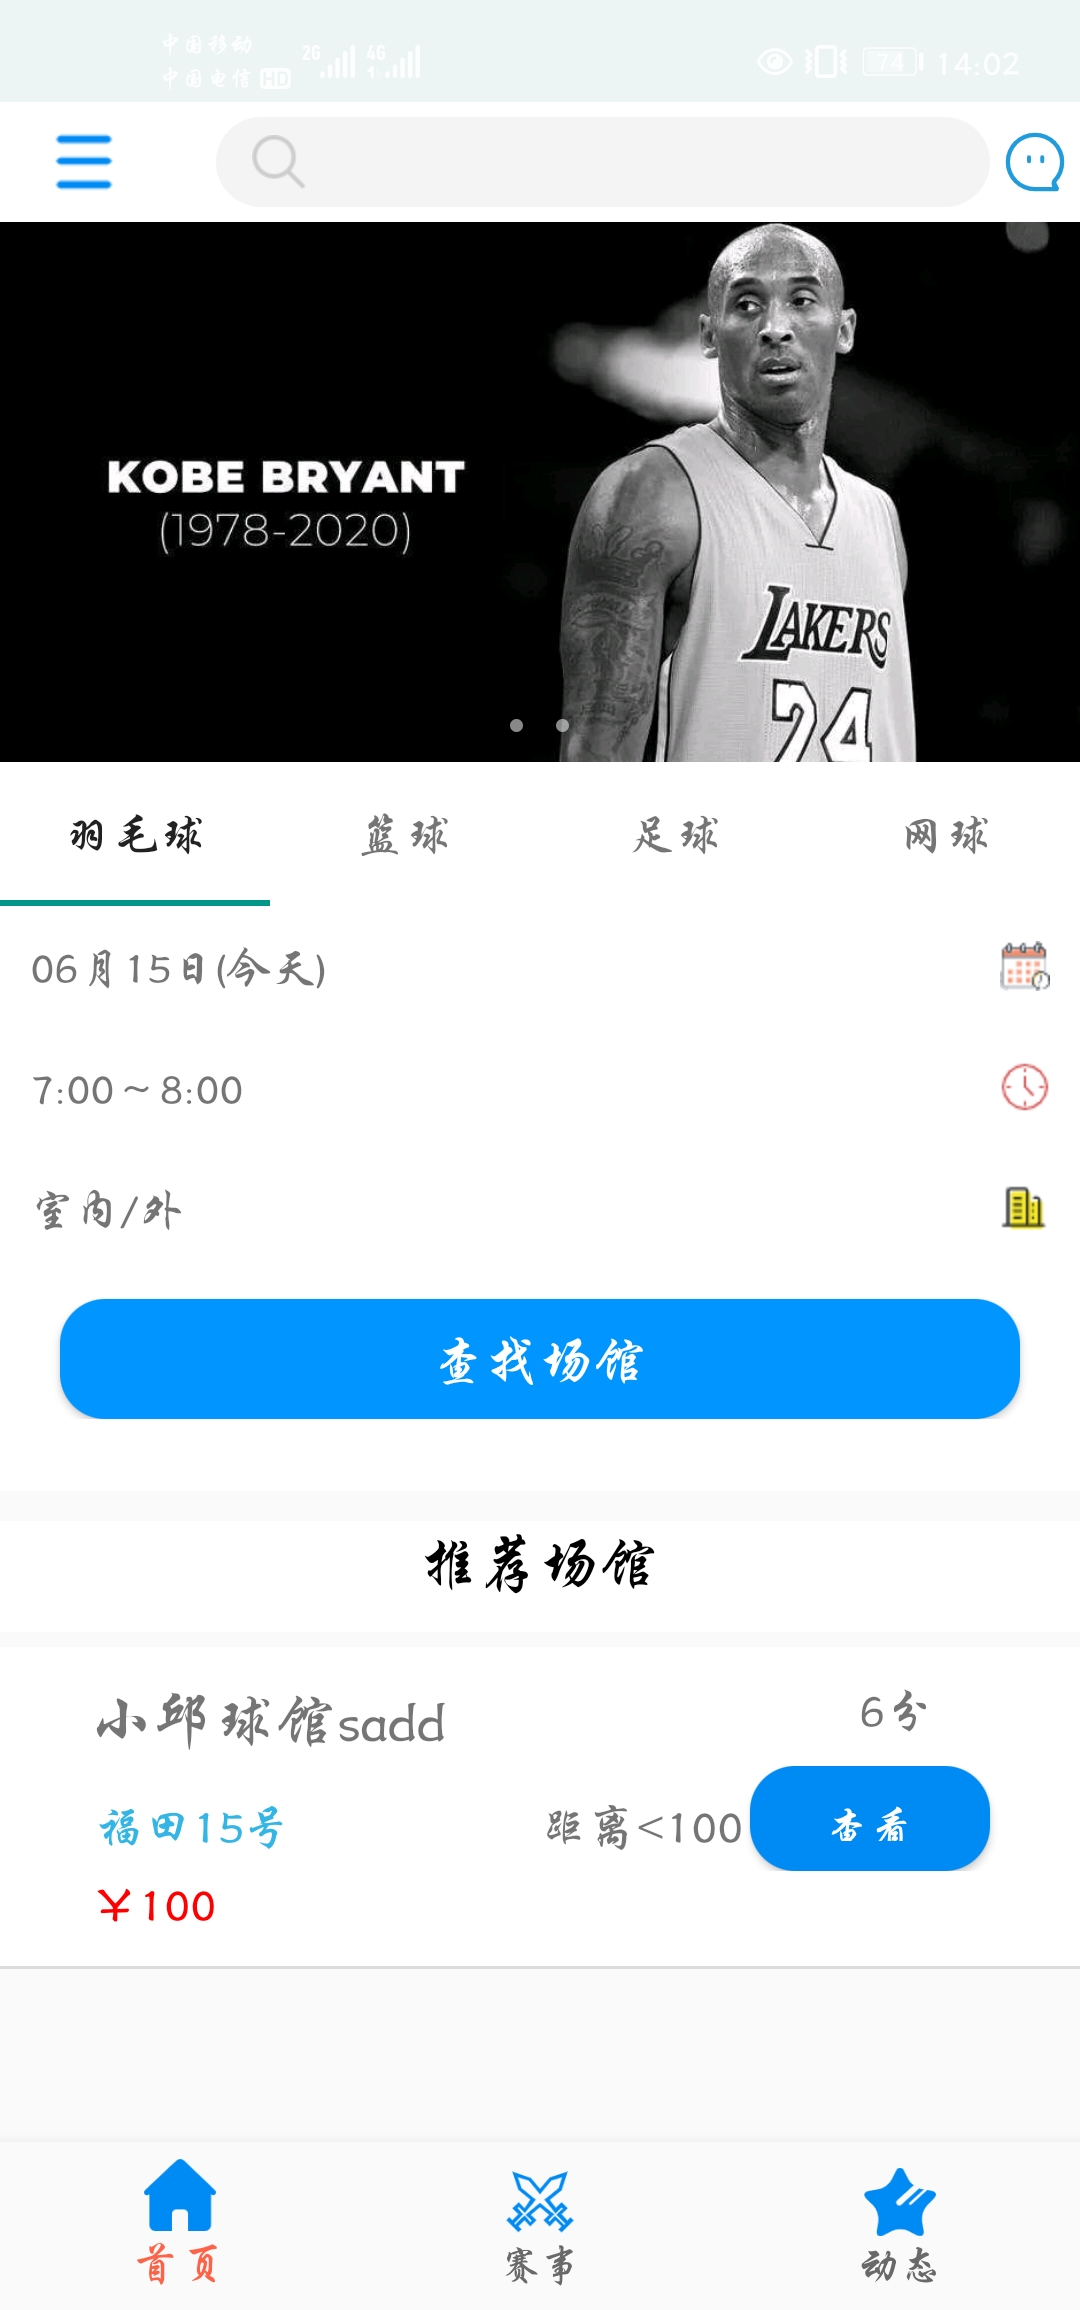 中国移动
中国电信 HD
2G
4G
74
14:02
KOBE BRYANT
(1978-2020)
LAKERS
24
羽毛球
篮球
足球
网球
06月15日(今天)
7:00 ~ 8:00
室内/外
查找场馆
推荐场馆
小邱球馆sadd
6分
福田15号
距离<100
查看
￥100
首页
赛事
动态